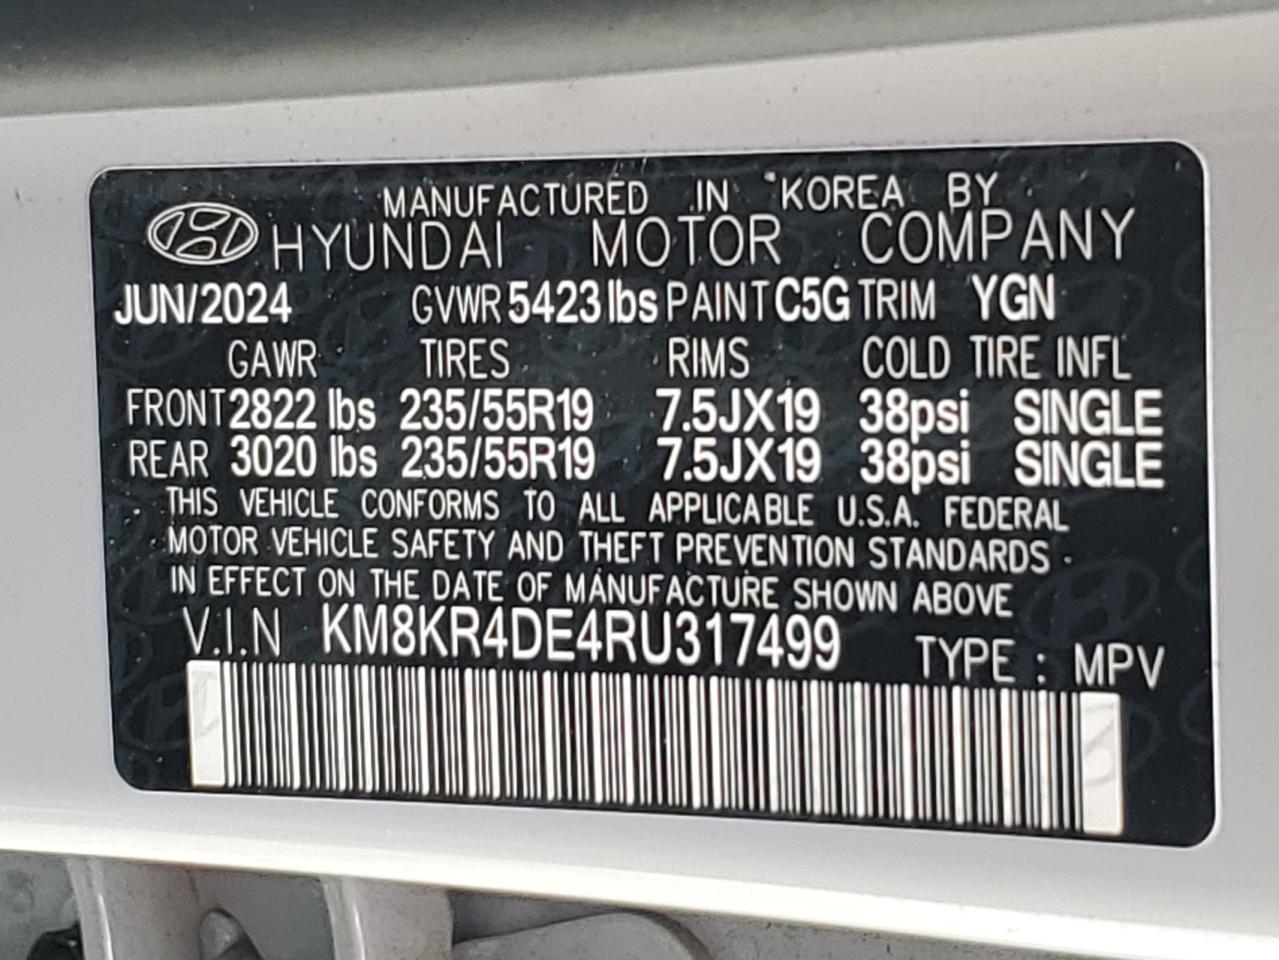 MANUFACTURED IN KOREA BY
HYUNDAI MOTOR COMPANY
JUN/2024 GVWR 5423 lbs PAINT C5G TRIM YGN
GAWR TIRES RIMS COLD TIRE INFL
FRONT 2822 lbs 235/55R19 7.5JX19 38psi SINGLE
REAR 3020 lbs 235/55R19 7.5JX19 38psi SINGLE
THIS VEHICLE CONFORMS TO ALL APPLICABLE U.S.A. FEDERAL
MOTOR VEHICLE SAFETY AND THEFT PREVENTION STANDARDS
IN EFFECT ON THE DATE OF MANUFACTURE SHOWN ABOVE
V.I.N KM8KR4DE4RU317499 TYPE : MPV